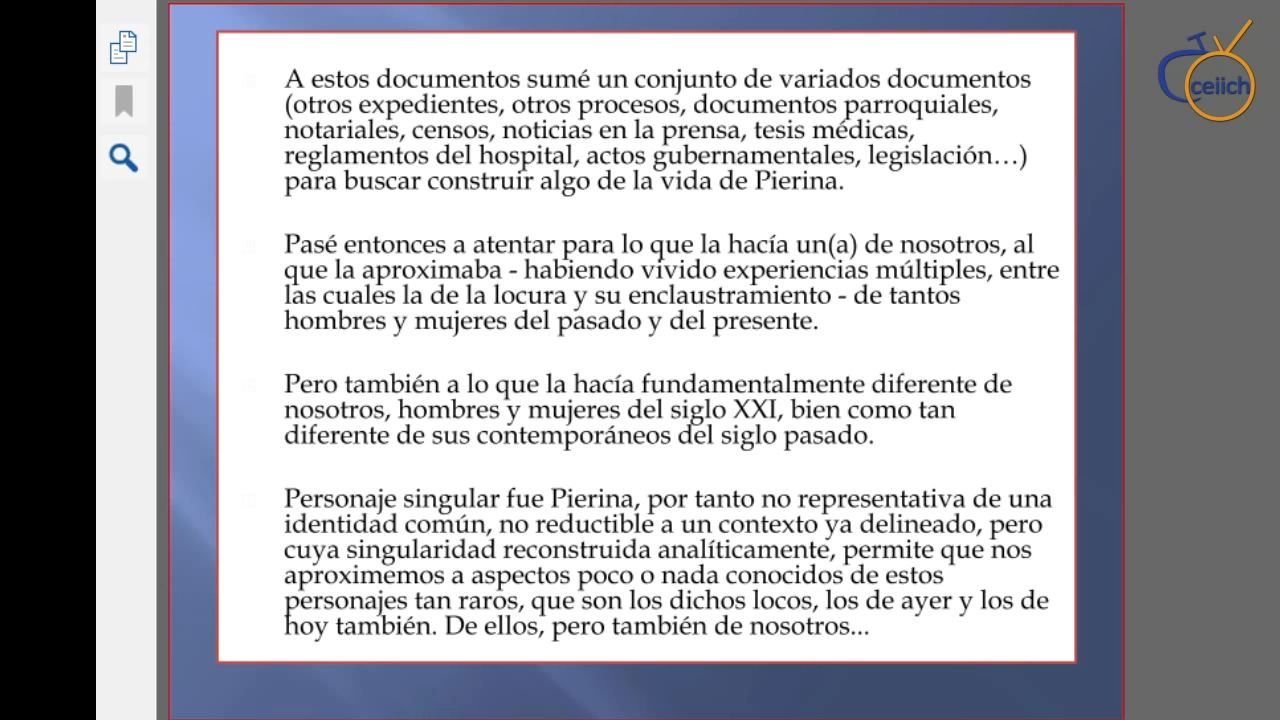 A estos documentos sumé un conjunto de variados documentos
(otros expedientes, otros procesos, documentos parroquiales,
notariales, censos, noticias en la prensa, tesis médicas,
reglamentos del hospital, actos gubernamentales, legislación…)
para buscar construir algo de la vida de Pierina.
Pasé entonces a atentar para lo que la hacía un(a) de nosotros, al
que la aproximaba - habiendo vivido experiencias múltiples, entre
las cuales la de la locura y su enclaustramiento - de tantos
hombres y mujeres del pasado y del presente.
Pero también a lo que la hacía fundamentalmente diferente de
nosotros, hombres y mujeres del siglo XXI, bien como tan
diferente de sus contemporáneos del siglo pasado.
Personaje singular fue Pierina, por tanto no representativa de una
identidad común, no reductible a un contexto ya delineado, pero
cuya singularidad reconstruida analíticamente, permite que nos
aproximemos a aspectos poco o nada conocidos de estos
personajes tan raros, que son los dichos locos, los de ayer y los de
hoy también. De ellos, pero también de nosotros...
TV
ceiich